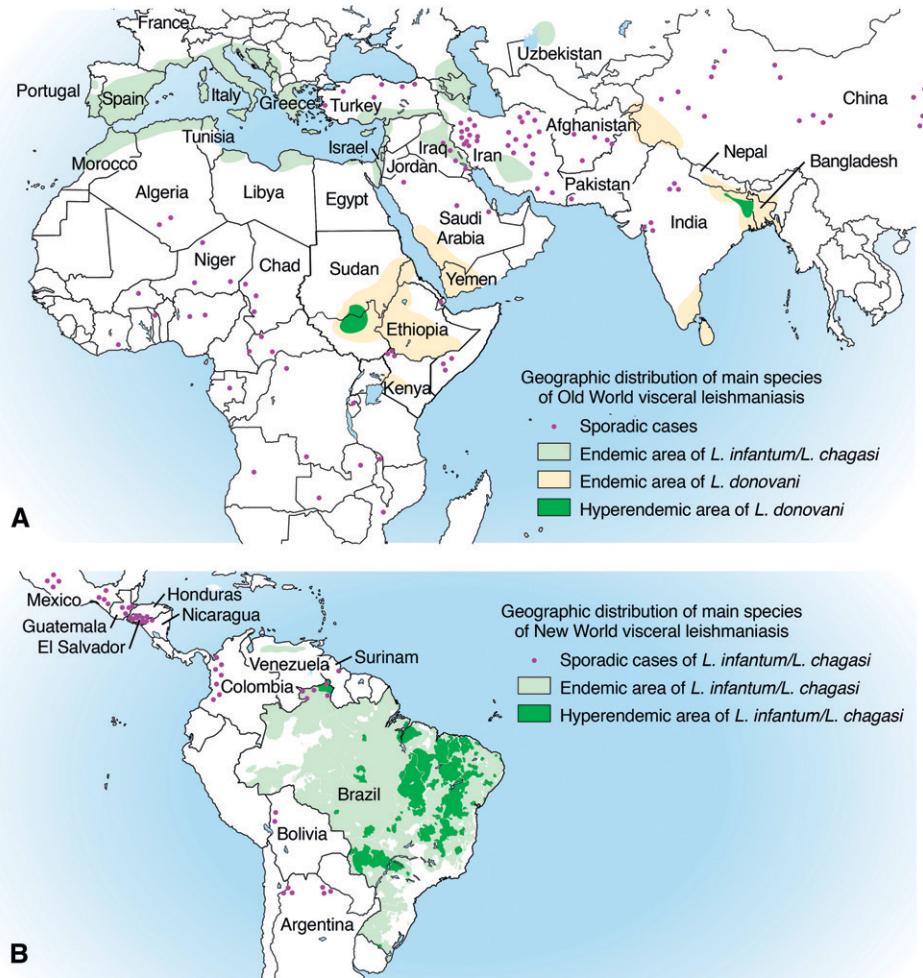 France
Uzbekistan
Portugal
Spain
Italy
Greece
Turkey
China
Tunisia
Afghanistan
Israel
Iraq
Iran
Morocco
Jordan
Nepal
Bangladesh
Algeria
Libya
Egypt
Pakistan
India
Saudi
Arabia
Niger
Chad
Sudan
Yemen
Ethiopia
Kenya
Geographic distribution of main species
of Old World visceral leishmaniasis
Sporadic cases
Endemic area of L. infantum/L. chagasi
Endemic area of L. donovani
Hyperendemic area of L. donovani
A
Honduras
Mexico
Nicaragua
Guatemala
El Salvador
Venezuela
Surinam
Colombia
Brazil
Bolivia
Argentina
Geographic distribution of main species
of New World visceral leishmaniasis
Sporadic cases of L. infantum/L. chagasi
Endemic area of L. infantum/L. chagasi
Hyperendemic area of L. infantum/L. chagasi
B